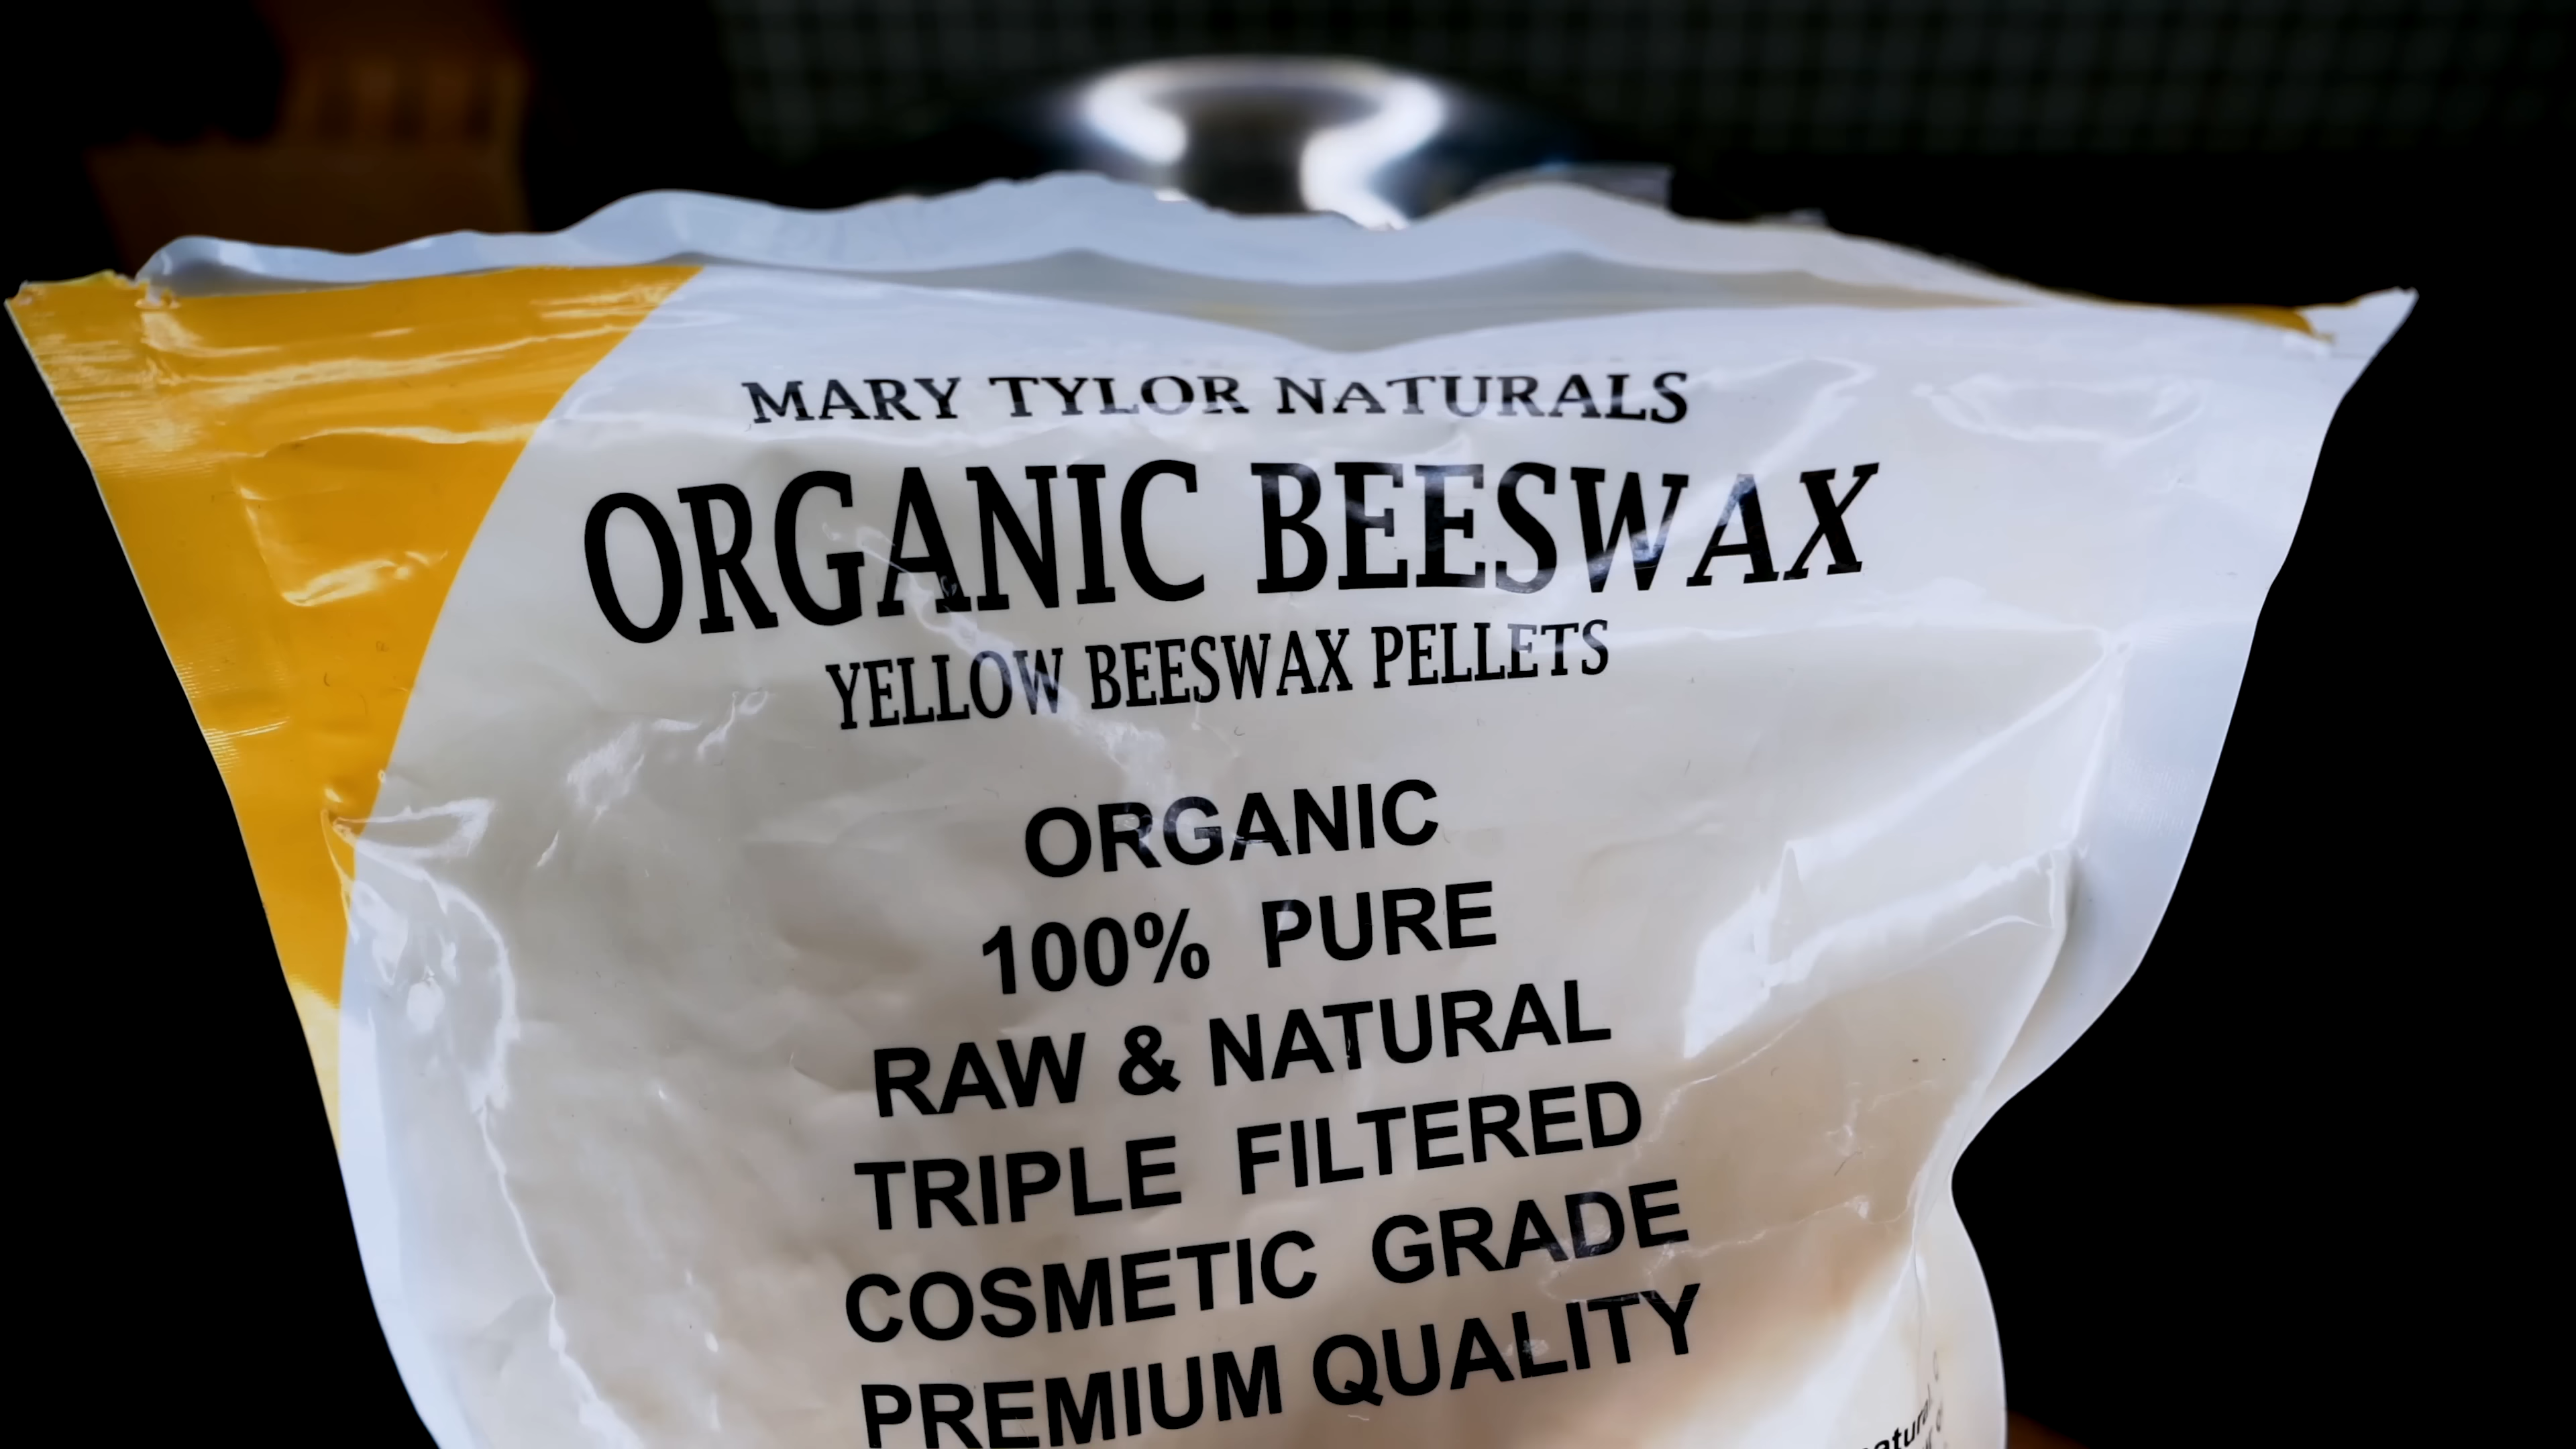 MARY TYLOR NATURALS
ORGANIC BEESWAX
YELLOW BEESWAX PELLETS
ORGANIC
100% PURE
RAW & NATURAL
TRIPLE FILTERED
COSMETIC GRADE
PREMIUM QUALITY